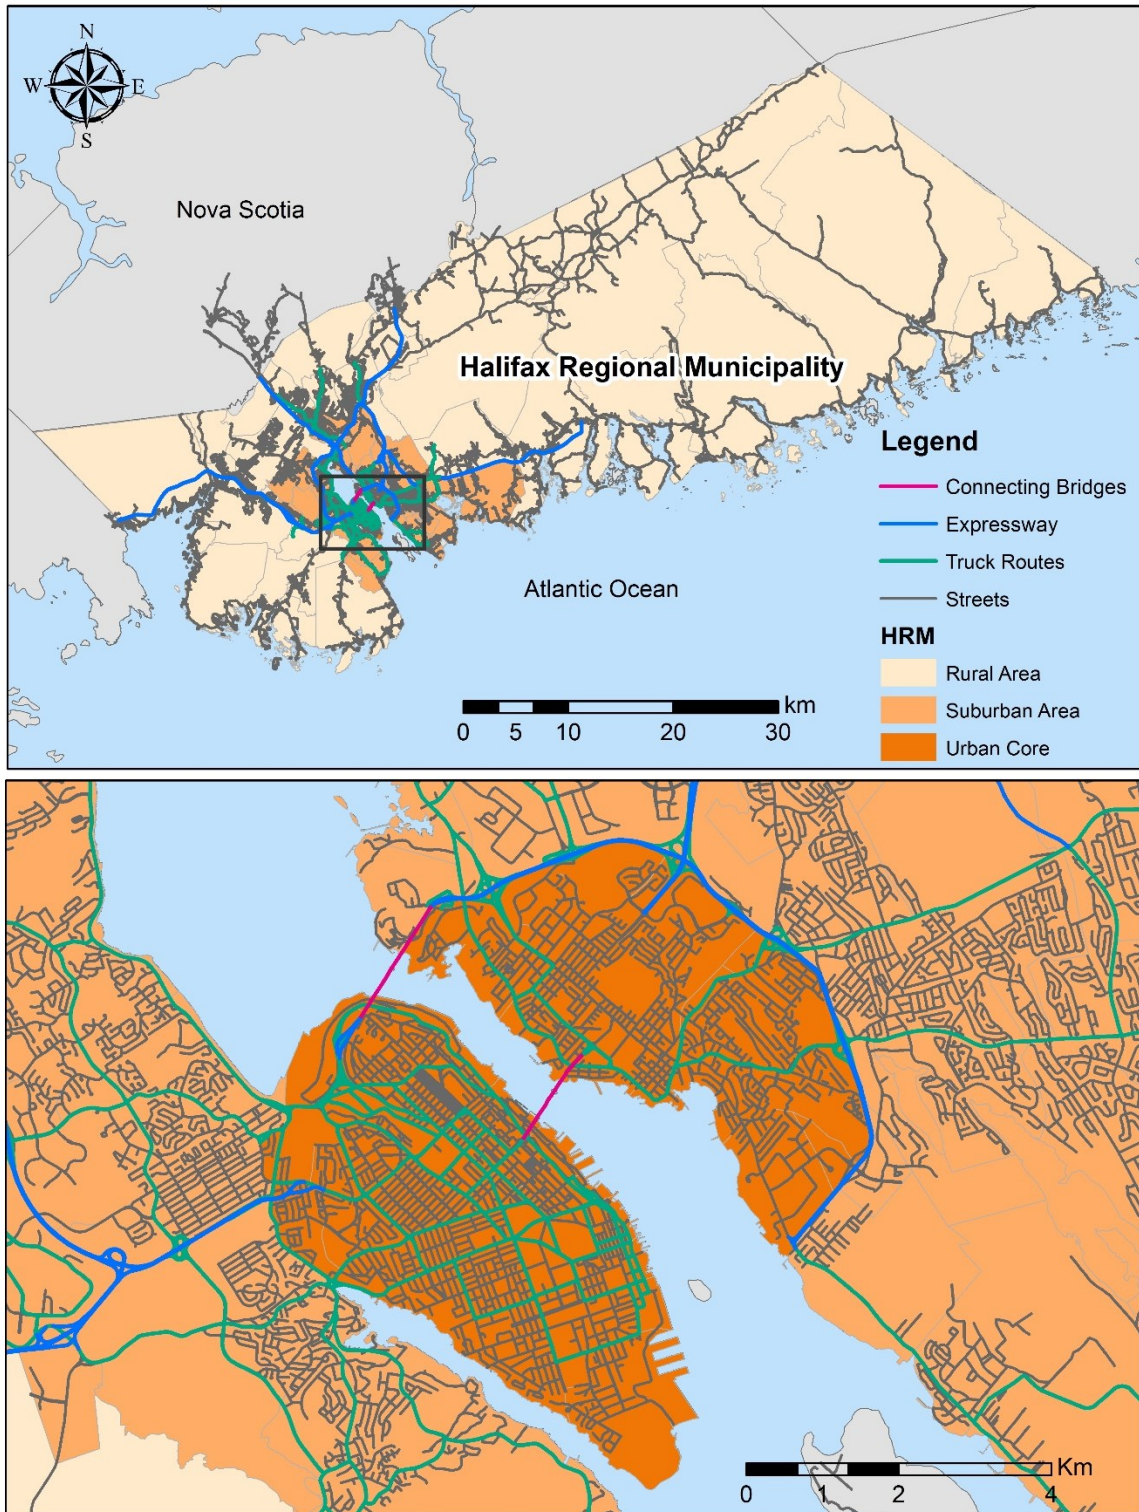 N
W E
S
Nova Scotia
Halifax Regional Municipality
Atlantic Ocean
Legend
Connecting Bridges
Expressway
Truck Routes
Streets
HRM
Rural Area
Suburban Area
Urban Core
km
0 5 10 20 30
Km
0 1 2 4